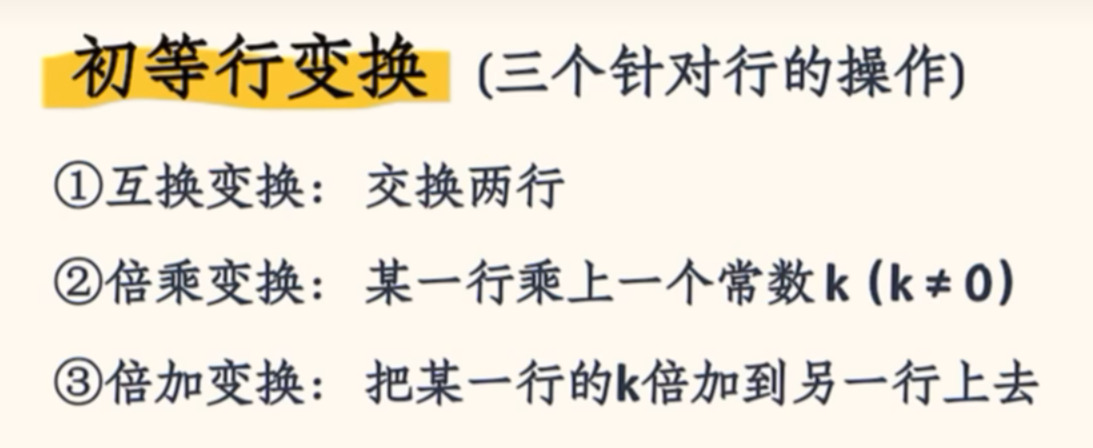 初等行变换 (三个针对行的操作)
①互换变换： 交换两行
②倍乘变换： 某一行乘上一个常数k (k ≠ 0)
③倍加变换： 把某一行的k倍加到另一行上去